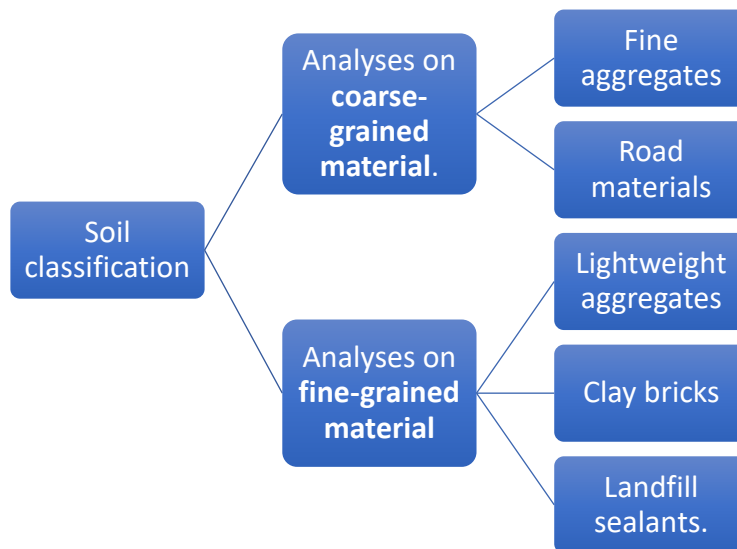 Soil
classification
Analyses on
coarse-
grained
material.
Fine
aggregates
Road
materials
Analyses on
fine-grained
material
Lightweight
aggregates
Clay bricks
Landfill
sealants.